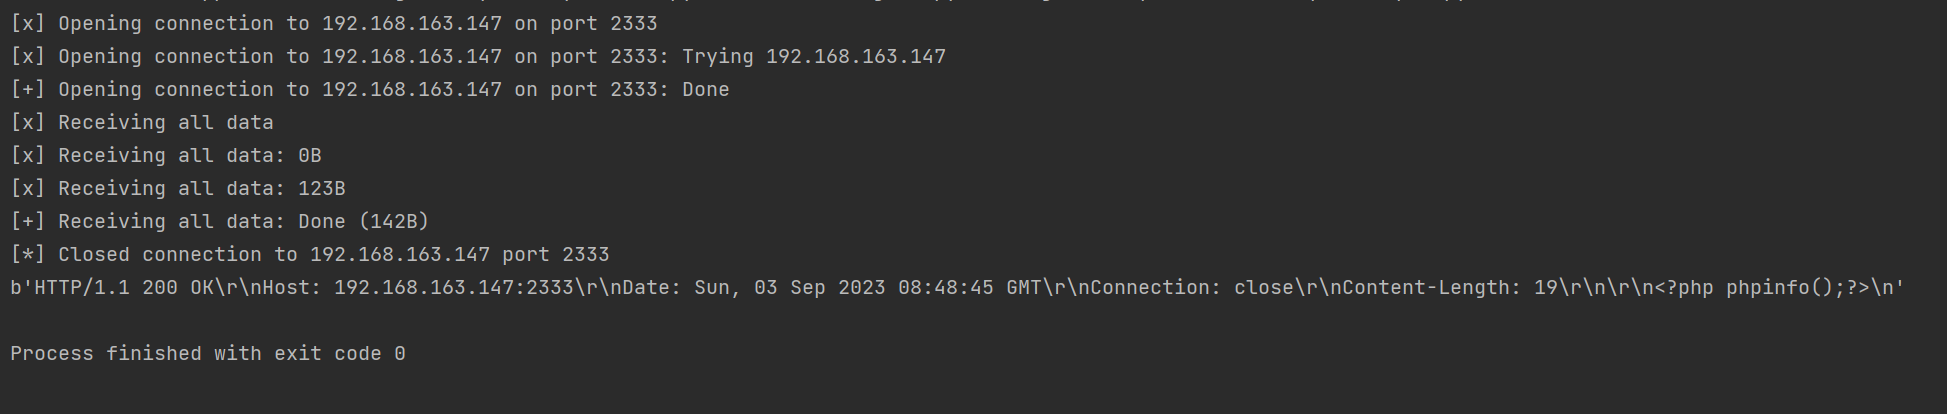 [x] Opening connection to 192.168.163.147 on port 2333
[x] Opening connection to 192.168.163.147 on port 2333: Trying 192.168.163.147
[+] Opening connection to 192.168.163.147 on port 2333: Done
[x] Receiving all data
[x] Receiving all data: 0B
[x] Receiving all data: 123B
[+] Receiving all data: Done (142B)
[*] Closed connection to 192.168.163.147 port 2333
b'HTTP/1.1 200 OK\r\nHost: 192.168.163.147:2333\r\nDate: Sun, 03 Sep 2023 08:48:45 GMT\r\nConnection: close\r\nContent-Length: 19\r\n\r\n<?php phpinfo();?>\n'
Process finished with exit code 0